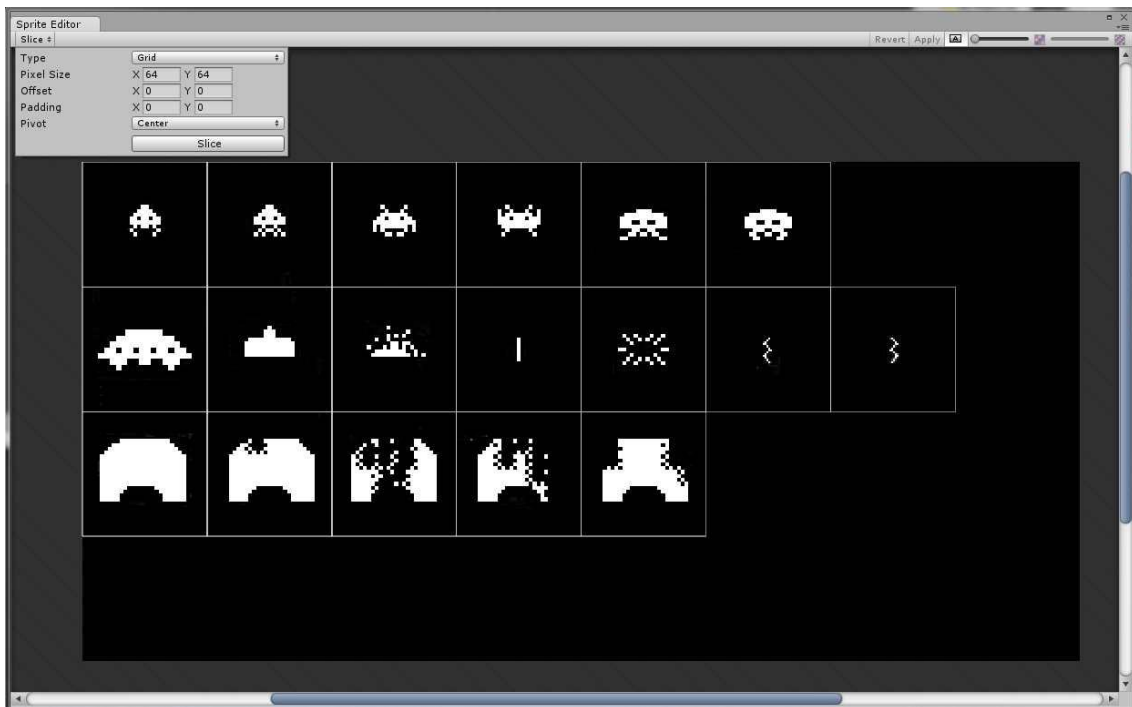 Sprite Editor
Slice Revert Apply
Type Grid
Pixel Size X 64 Y 64
Offset X 0 Y 0
Padding X 0 Y 0
Pivot Center
Slice